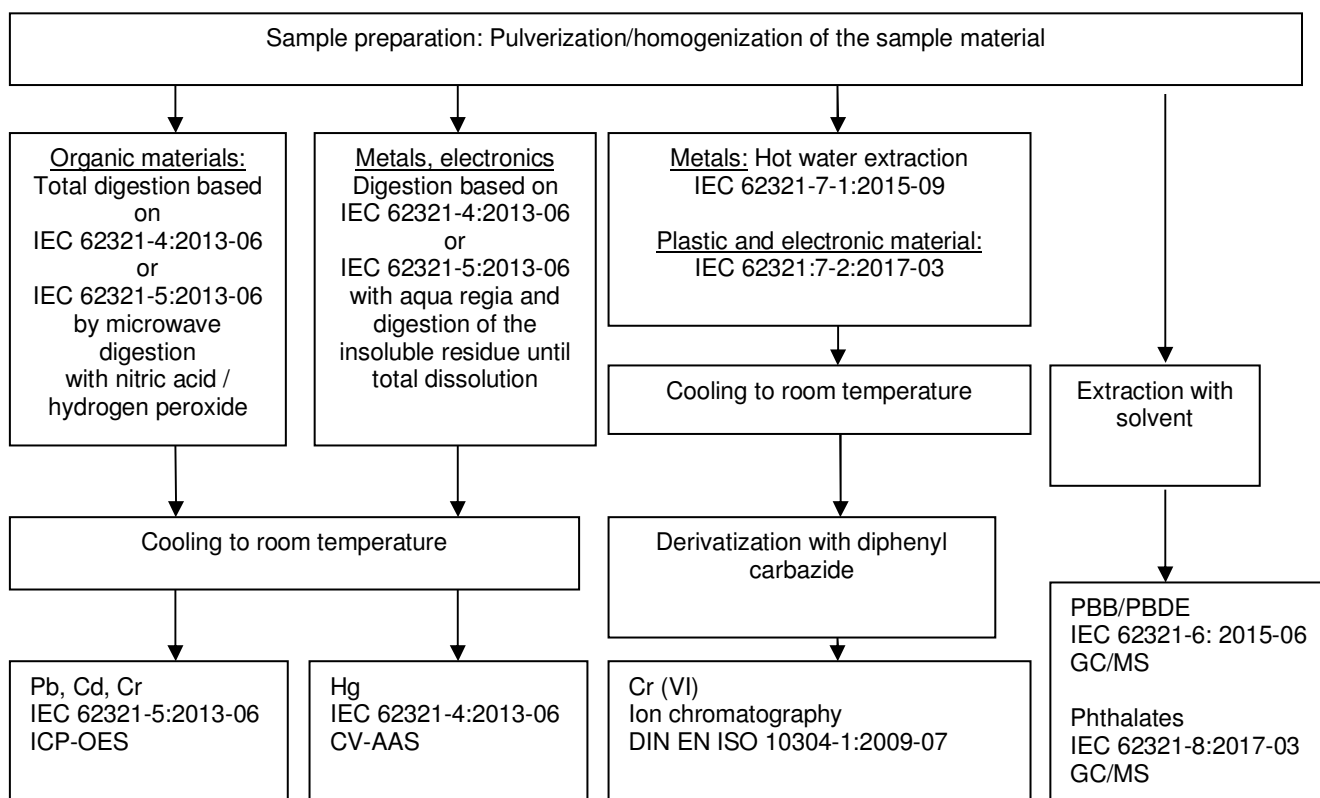 Sample preparation: Pulverization/homogenization of the sample material
Organic materials:
Total digestion based
on
IEC 62321-4:2013-06
or
IEC 62321-5:2013-06
by microwave
digestion
with nitric acid /
hydrogen peroxide
Metals, electronics
Digestion based on
IEC 62321-4:2013-06
or
IEC 62321-5:2013-06
with aqua regia and
digestion of the
insoluble residue until
total dissolution
Metals: Hot water extraction
IEC 62321-7-1:2015-09
Plastic and electronic material:
IEC 62321:7-2:2017-03
Cooling to room temperature
Extraction with
solvent
Cooling to room temperature
Derivatization with diphenyl
carbazide
Pb, Cd, Cr
IEC 62321-5:2013-06
ICP-OES
Hg
IEC 62321-4:2013-06
CV-AAS
Cr (VI)
Ion chromatography
DIN EN ISO 10304-1:2009-07
PBB/PBDE
IEC 62321-6: 2015-06
GC/MS
Phthalates
IEC 62321-8:2017-03
GC/MS